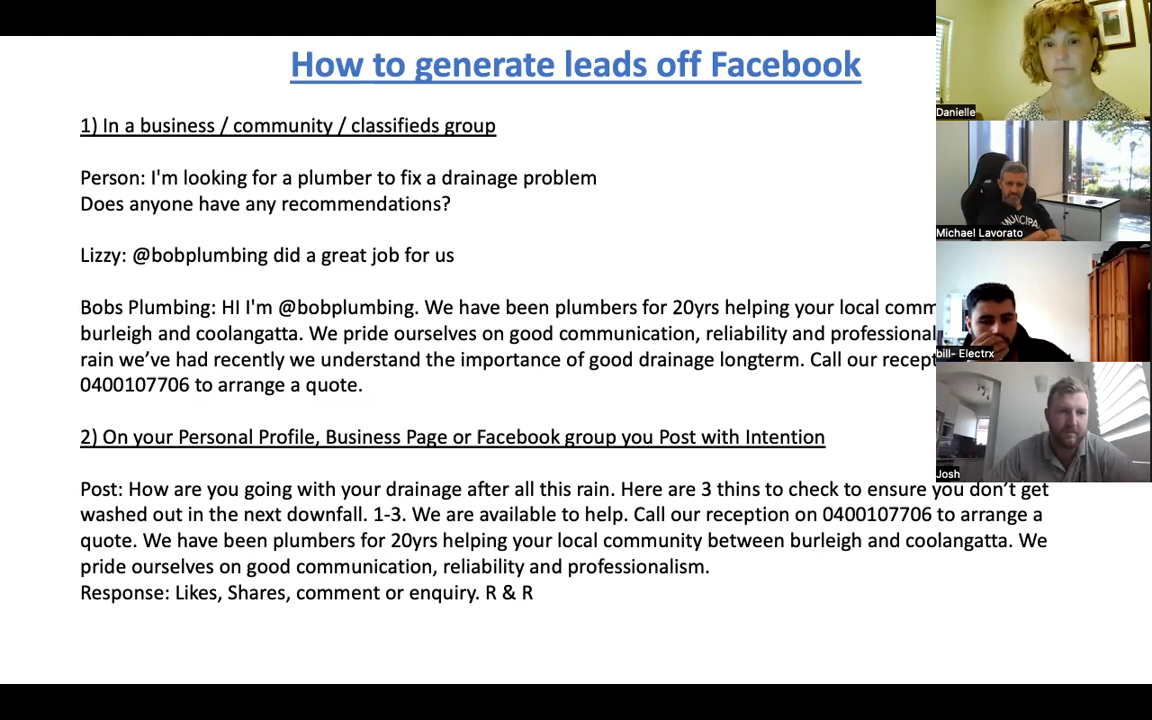 How to generate leads off Facebook
1) In a business / community / classifieds group
Person: I'm looking for a plumber to fix a drainage problem
Does anyone have any recommendations?
Lizzy: @bobplumbing did a great job for us
Bobs Plumbing: HI I'm @bobplumbing. We have been plumbers for 20yrs helping your local comm
burleigh and coolangatta. We pride ourselves on good communication, reliability and professional
rain we’ve had recently we understand the importance of good drainage longterm. Call our recept
0400107706 to arrange a quote.
2) On your Personal Profile, Business Page or Facebook group you Post with Intention
Post: How are you going with your drainage after all this rain. Here are 3 thins to check to ensure you don’t get
washed out in the next downfall. 1-3. We are available to help. Call our reception on 0400107706 to arrange a
quote. We have been plumbers for 20yrs helping your local community between burleigh and coolangatta. We
pride ourselves on good communication, reliability and professionalism.
Response: Likes, Shares, comment or enquiry. R & R
Danielle
MUNICIPA
Michael Lavorato
bill- Electrx
Josh